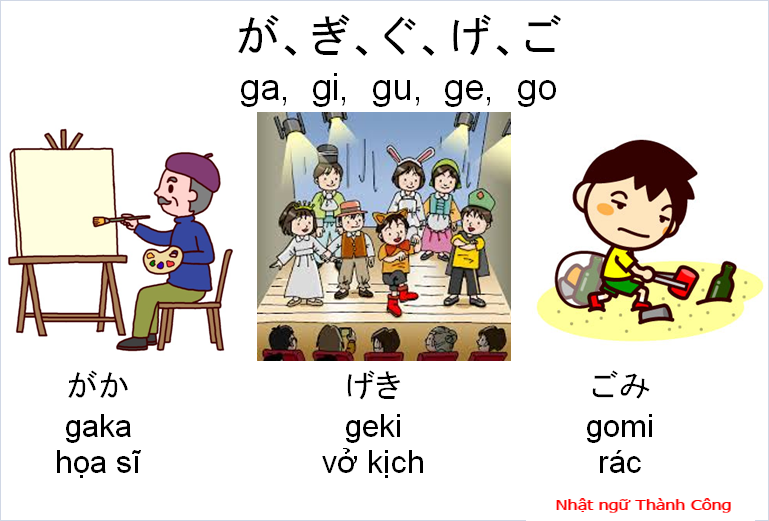 が、ぎ、ぐ、げ、ご
ga, gi, gu, ge, go
がか
gaka
họa sĩ
げき
geki
vở kịch
ごみ
gomi
rác
Nhật ngữ Thành Công